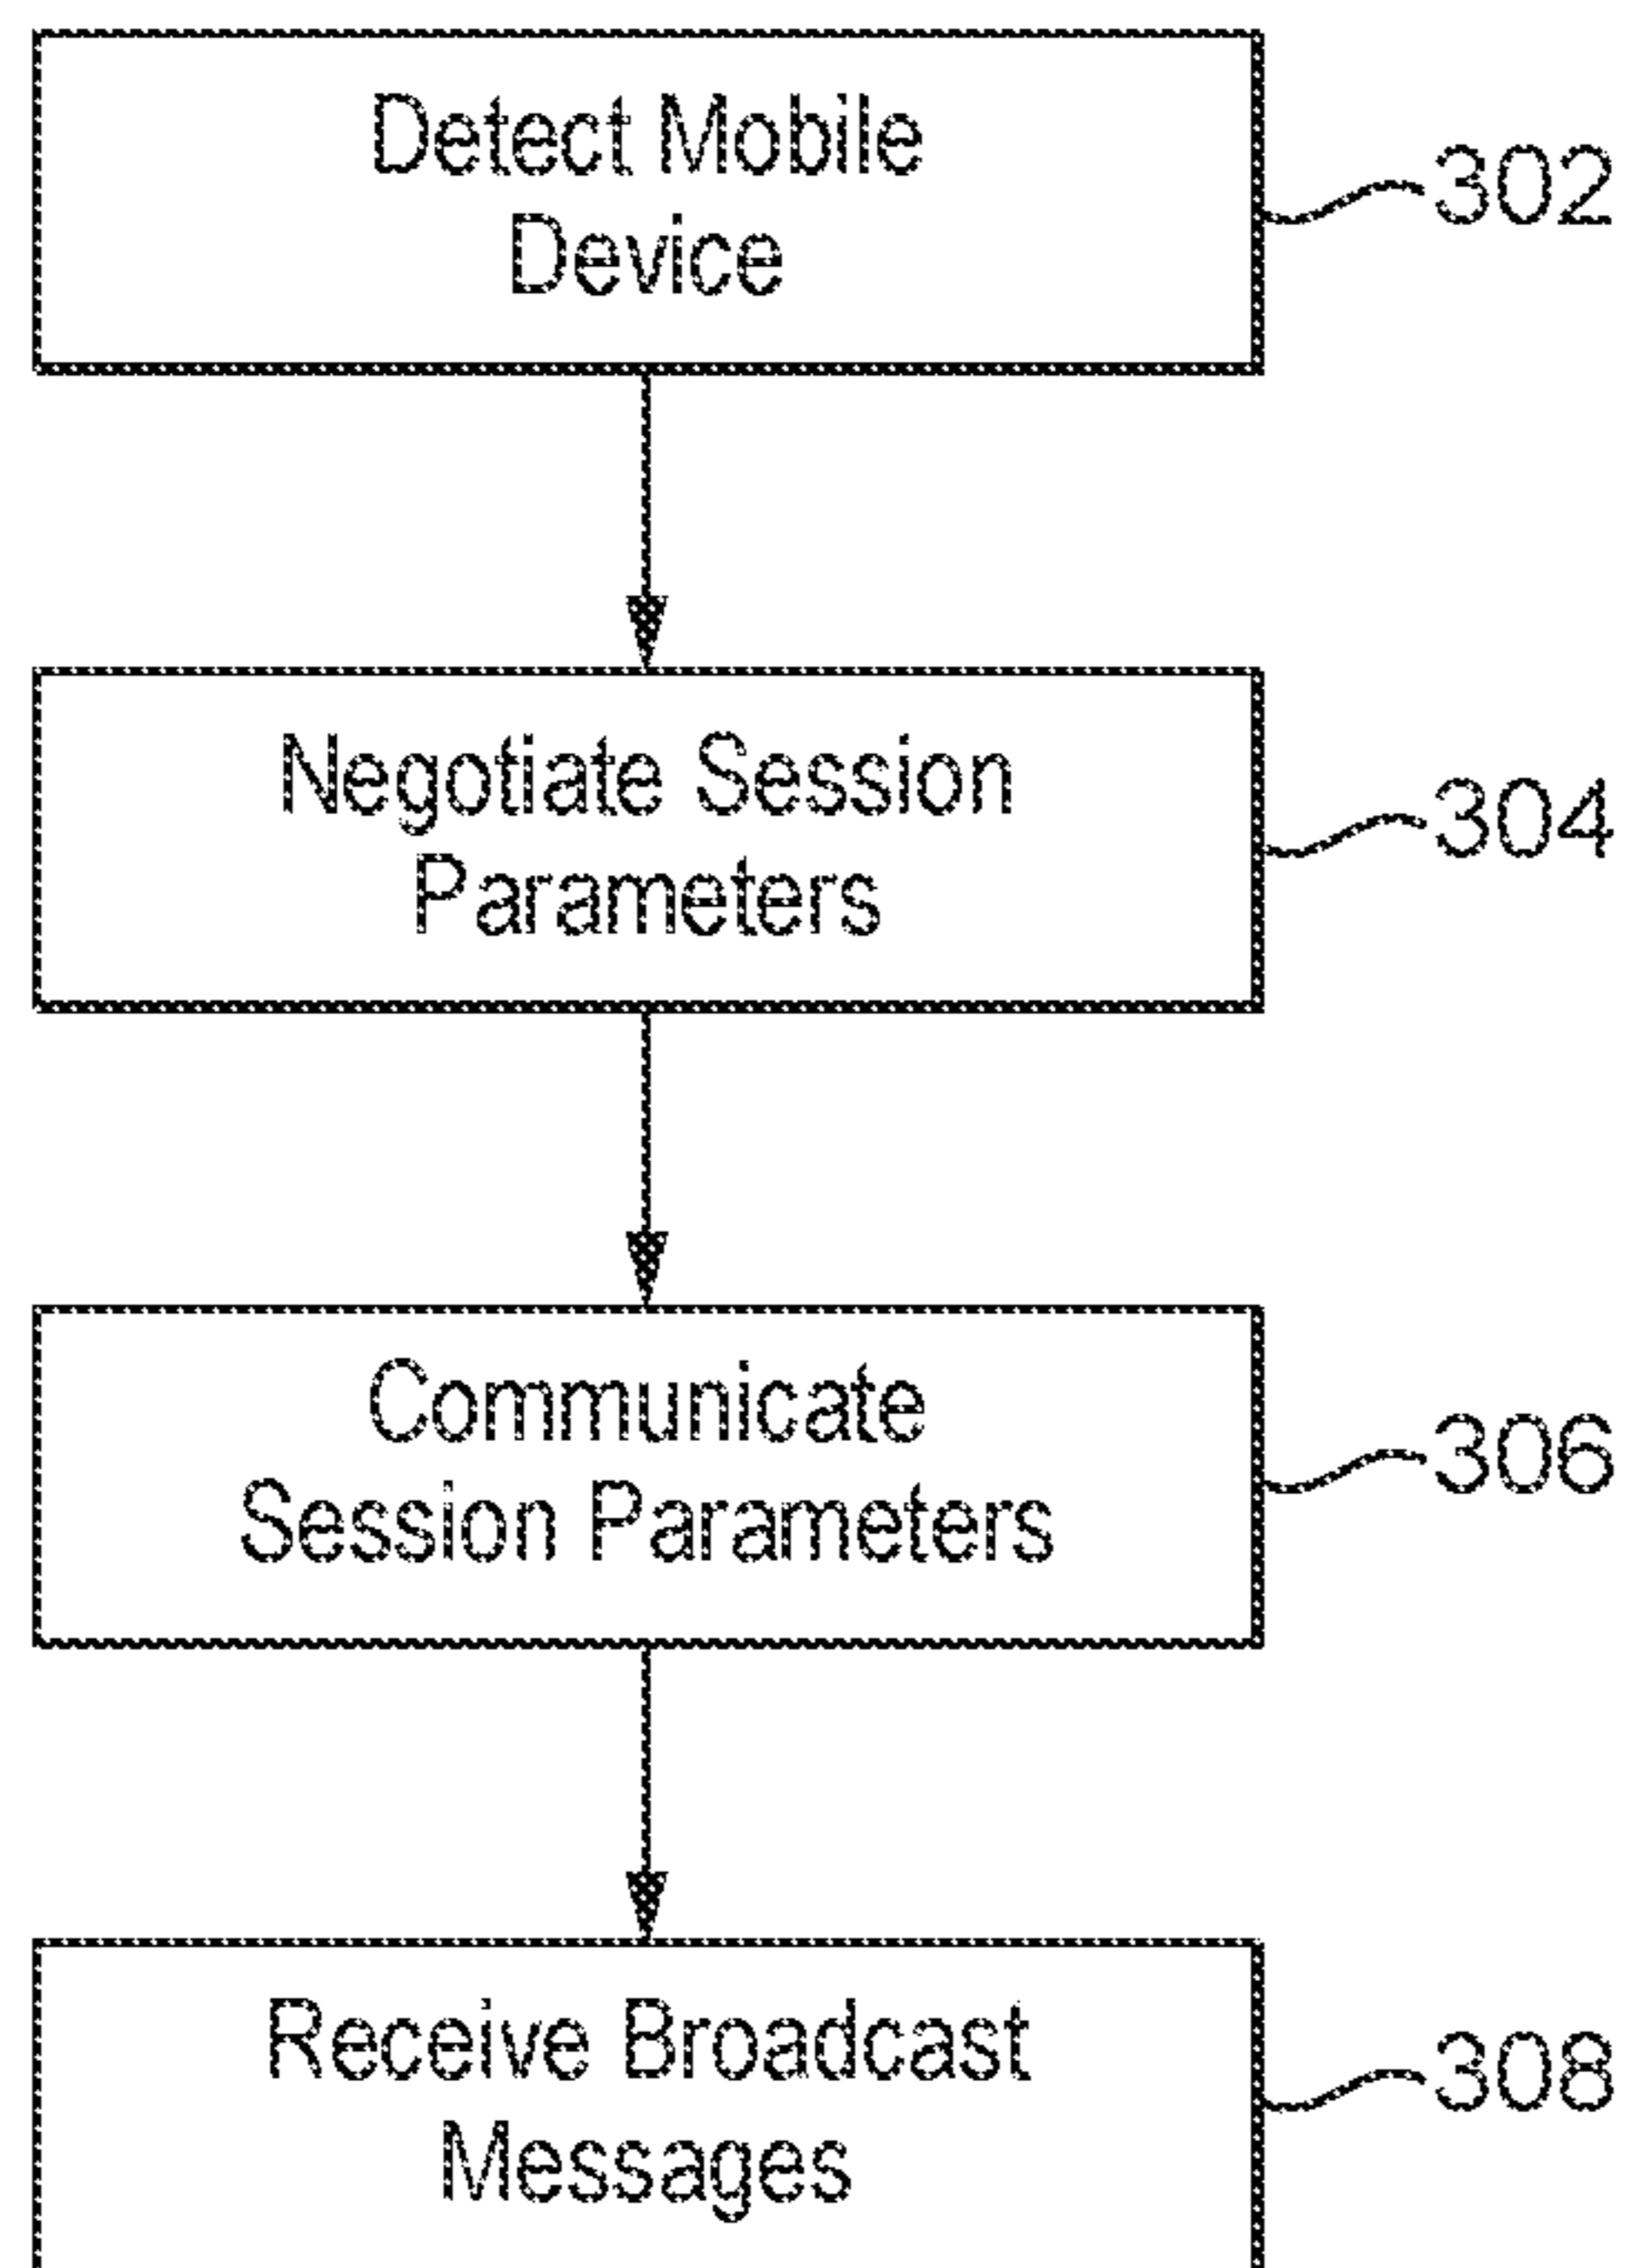 Detect Mobile
Device
302
Negotiate Session
Parameters
304
Communicate
Session Parameters
306
Receive Broadcast
Messages
308